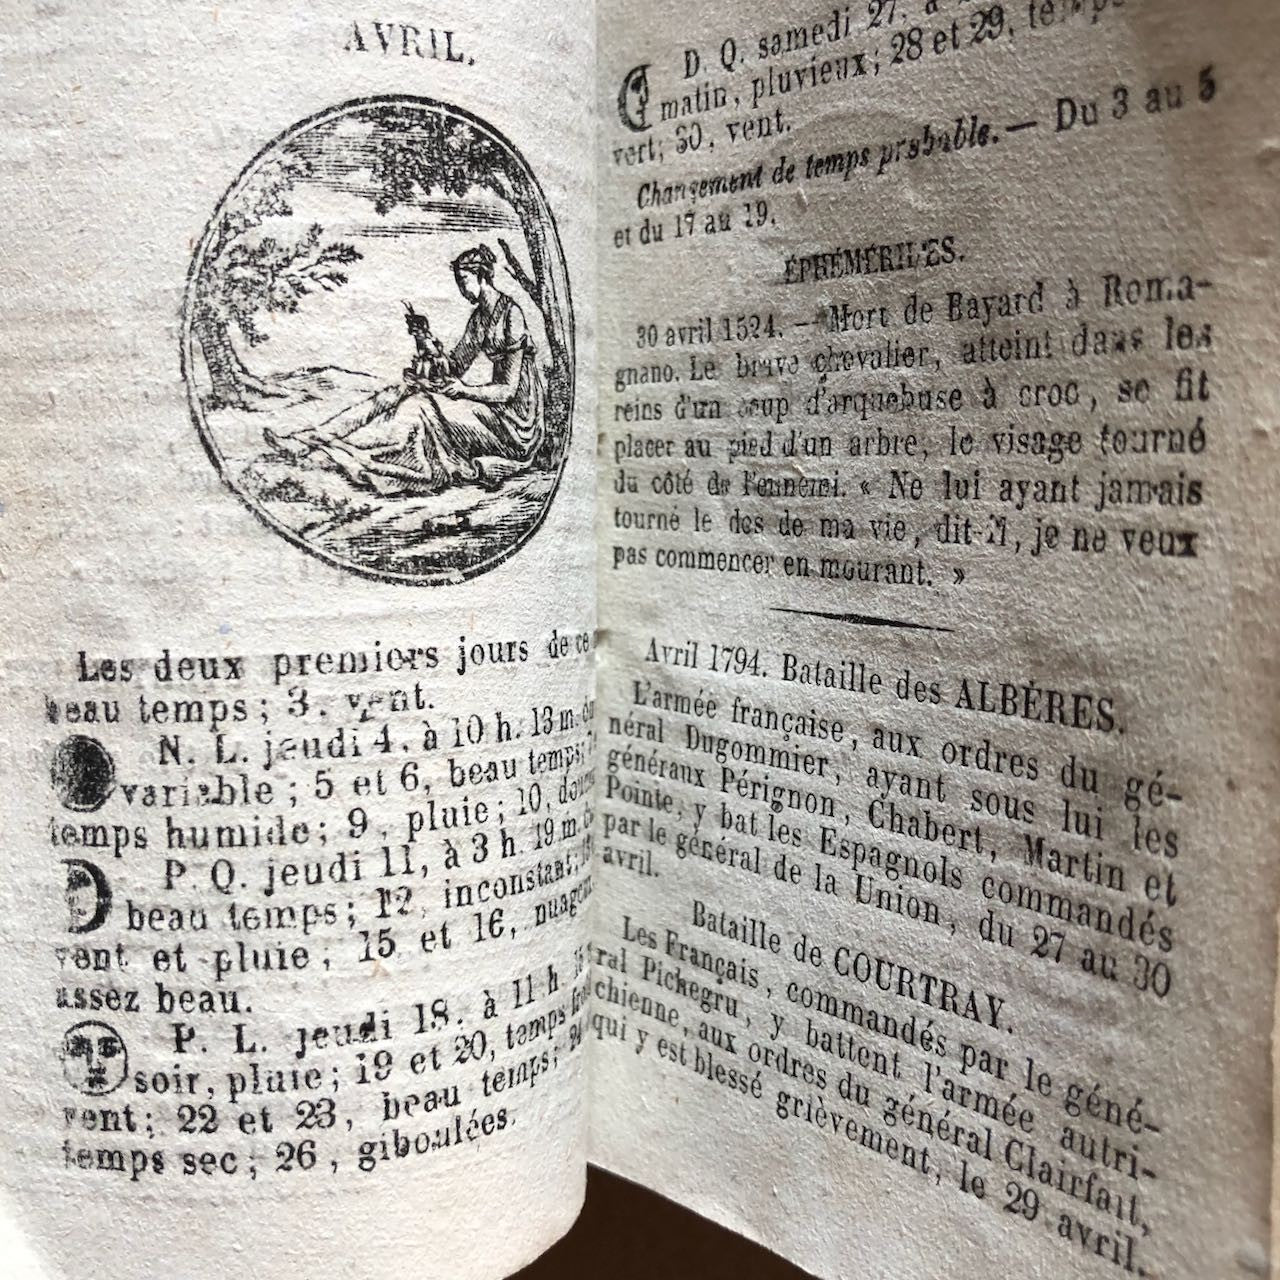 AVRIL.
Les deux premiers jours de ce
beau temps; 3, vent.
N. L. jeudi 4, à 10 h. 13 m. du
variable; 5 et 6, beau temps;
temps humide; 9, pluie; 10,
P. Q. jeudi 11, à 3 h. 19 m.
beau temps; 12, inconstant;
vent et pluie; 15 et 16,
assez beau.
P. L. jeudi 18, à 11 h.
soir, pluie; 19 et 20, temps
vent; 22 et 23, beau temps; 24
temps sec; 26, giboulées.
D. Q. samedi 27, à
matin, pluvieux; 28 et 29, temps
vert; 30, vent.
Changement de temps prsbable. — Du 3 au 5
et du 17 au 19.
ÉPHÉMÉRIDES.
30 avril 1524. — Mort de Bayard à Roma-
gnano. Le brave chevalier, atteint dans les
reins d'un coup d'arquebuse à croc, se fit
placer au pied d'un arbre, le visage tourné
du côté de l'ennemi. « Ne lui ayant jamais
tourné le dos de ma vie, dit-il, je ne veux
pas commencer en mourant. »
Avril 1794. Bataille des ALBÈRES.
L'armée française, aux ordres du gé-
néral Dugommier, ayant sous lui les
généraux Pérignon, Chabert, Martin et
Pointe, y bat les Espagnols commandés
par le général de la Union, du 27 au 30
avril.
Bataille de COURTRAY.
Les Français, commandés par le géné-
ral Pichegru, y battent l'armée autri-
chienne, aux ordres du général Clairfait,
qui y est blessé grièvement, le 29 avril.